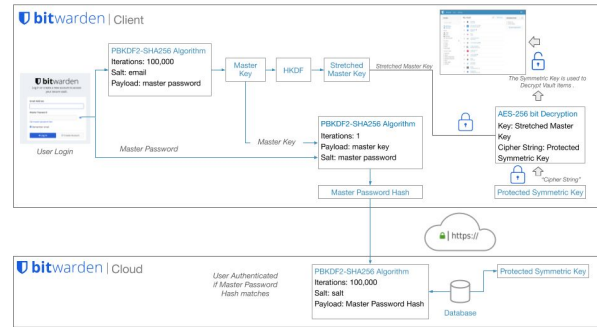 bitwarden | Client
PBKDF2-SHA256 Algorithm
Iterations: 100,000
Salt: email
Payload: master password
Master
Key
HKDF
Stretched
Master Key
Stretched Master Key
The Symmetric Key is used to
Decrypt Vault items .
bitwarden
User Login
Master Password
Master Key
PBKDF2-SHA256 Algorithm
Iterations: 1
Payload: master key
Salt: master password
AES-256 bit Decryption
Key: Stretched Master
Key
Cipher String: Protected
Symmetric Key
"Cipher String"
Master Password Hash
Protected Symmetric Key
https://
bitwarden | Cloud
User Authenticated
if Master Password
Hash matches
PBKDF2-SHA256 Algorithm
Iterations: 100,000
Salt: salt
Payload: Master Password Hash
Database
Protected Symmetric Key